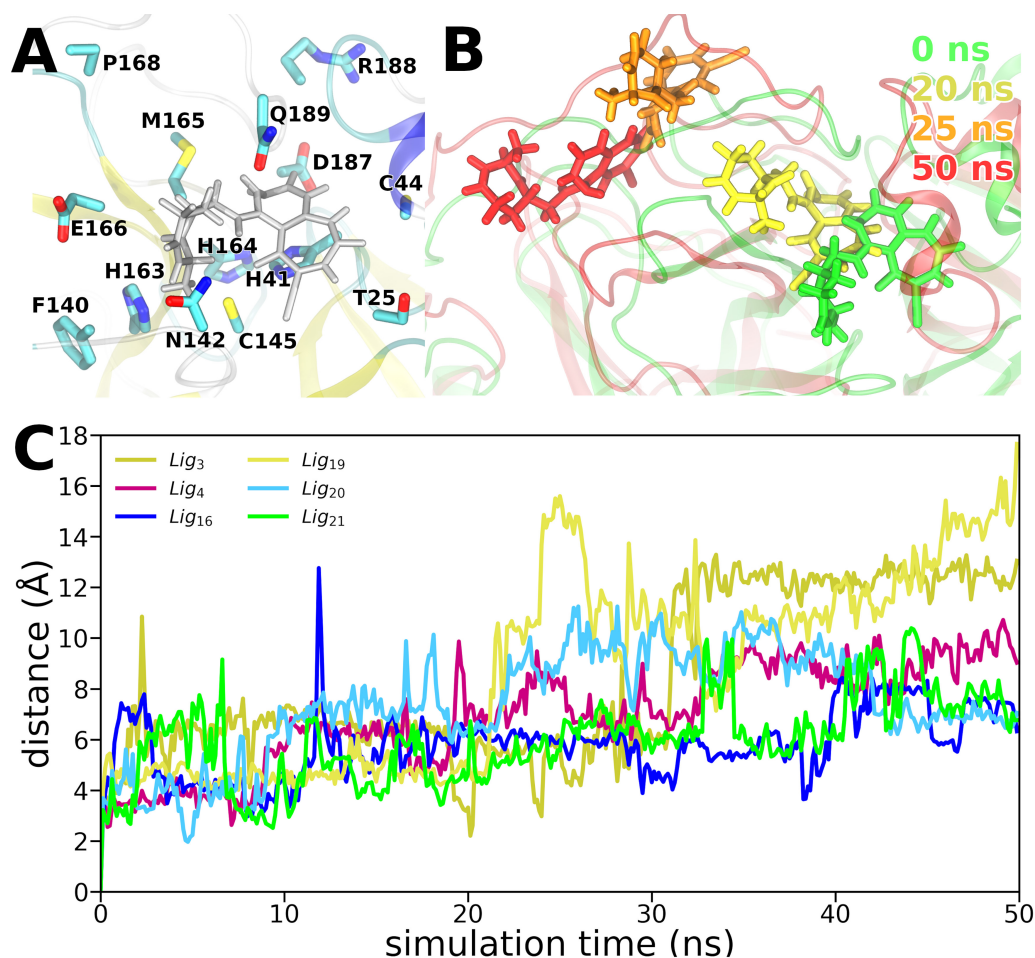 A
P168
R188
Q189
M165
D187
C44
E166
H164
H163
H41
T25
F140
N142
C145
B
0 ns
20 ns
25 ns
50 ns
C
Lig3
Lig4
Lig16
Lig19
Lig20
Lig21
distance (Å)
18
16
14
12
10
8
6
4
2
0
0
10
20
30
40
50
simulation time (ns)